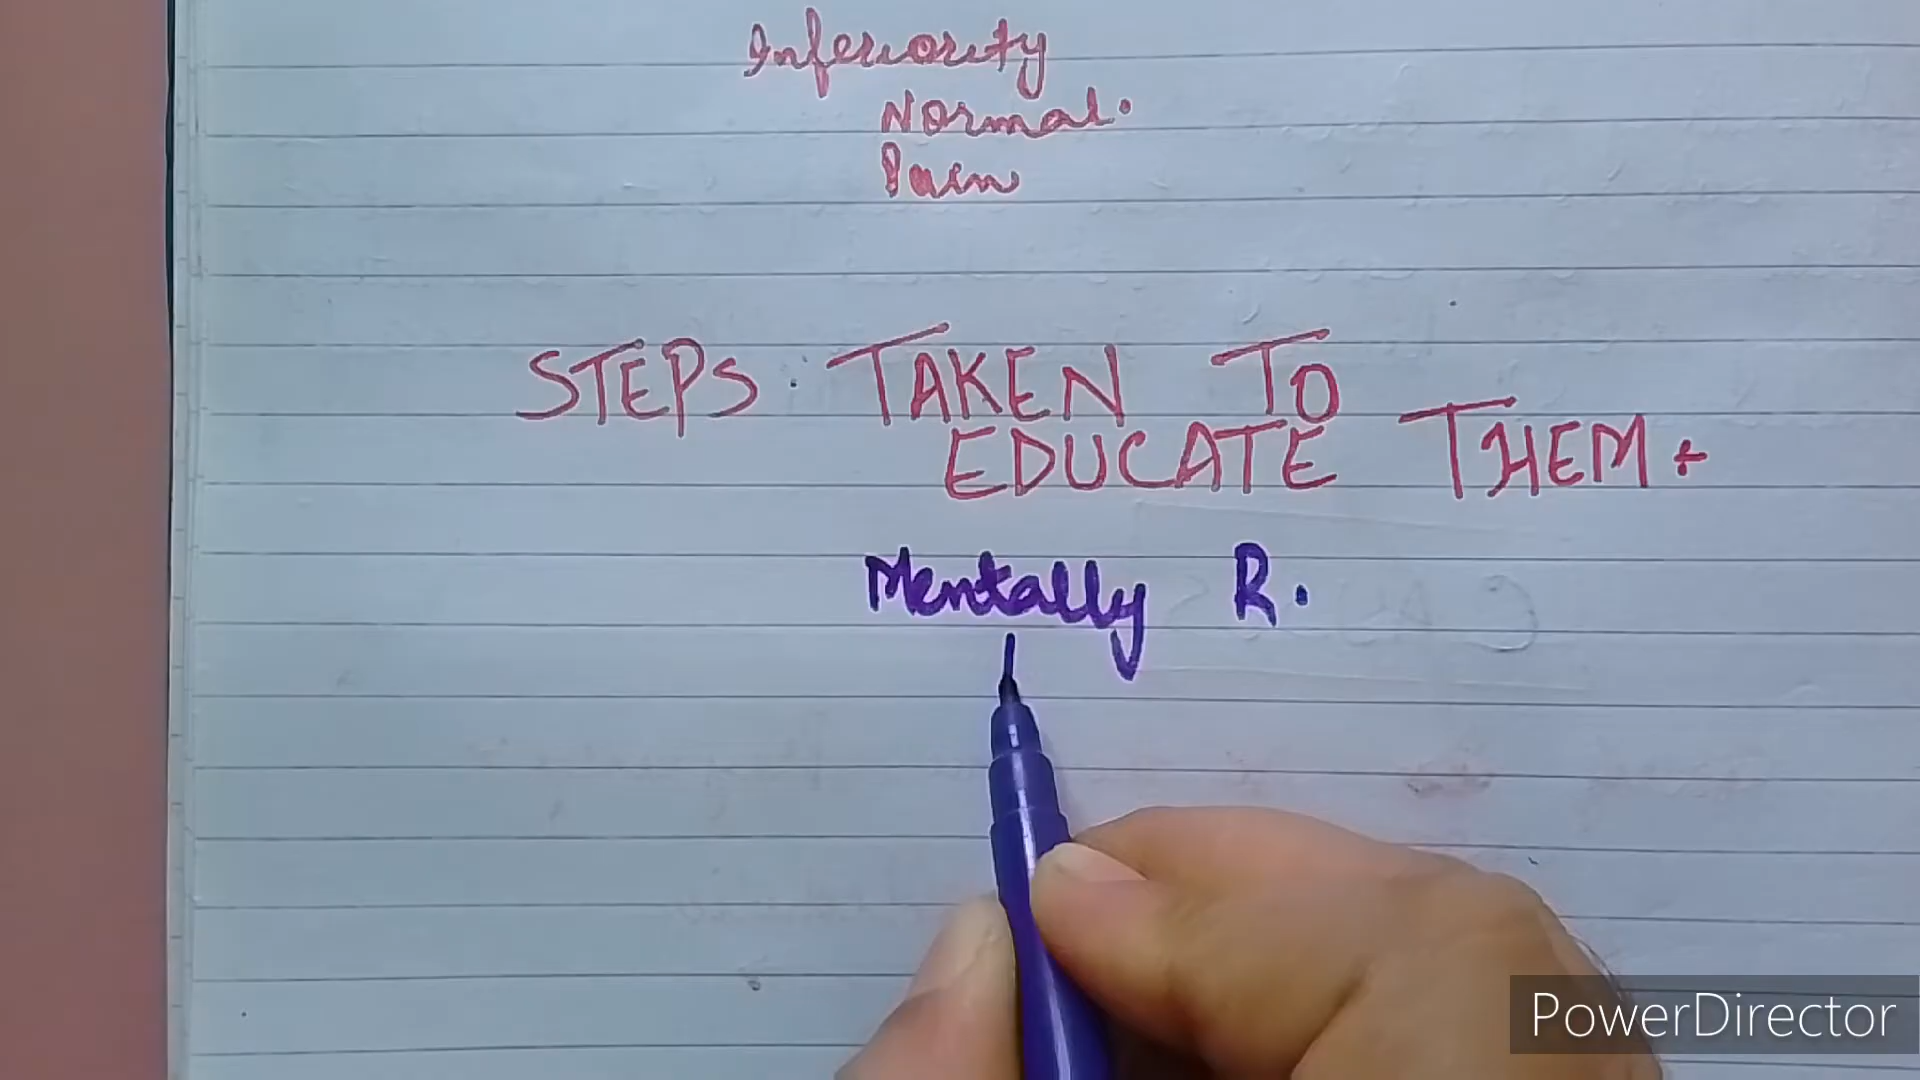 Inferiority
Normal.
Pain
STEPS. TAKEN TO
EDUCATE THEM
Mentally R.
PowerDirector